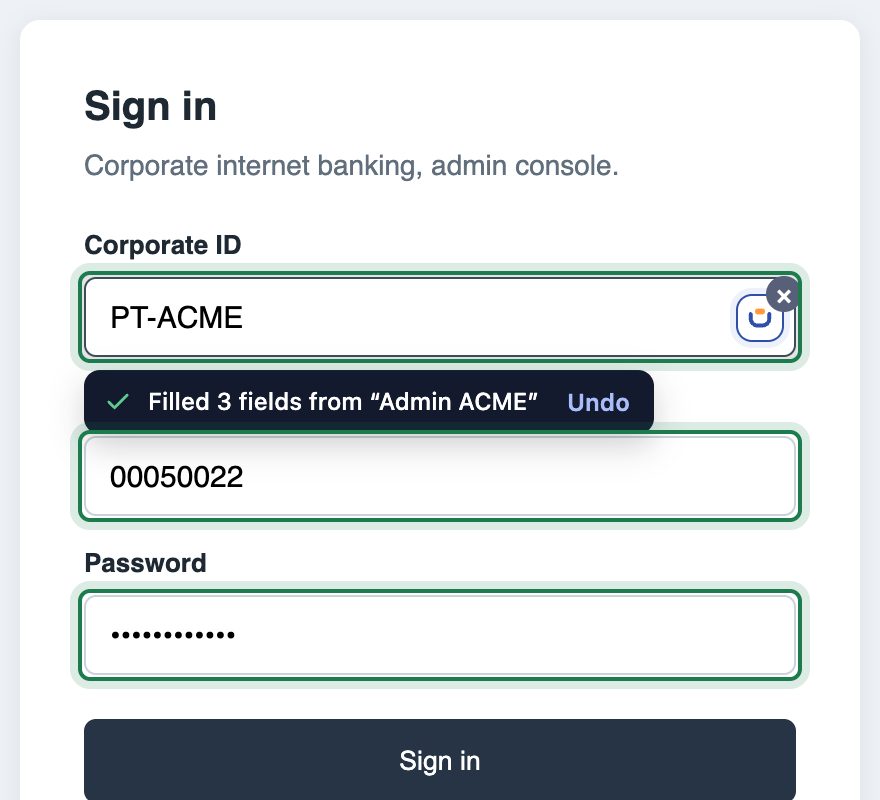 Sign in
Corporate internet banking, admin console.
Corporate ID
PT-ACME
Filled 3 fields from “Admin ACME” Undo
00050022
Password
••••••••••••
Sign in